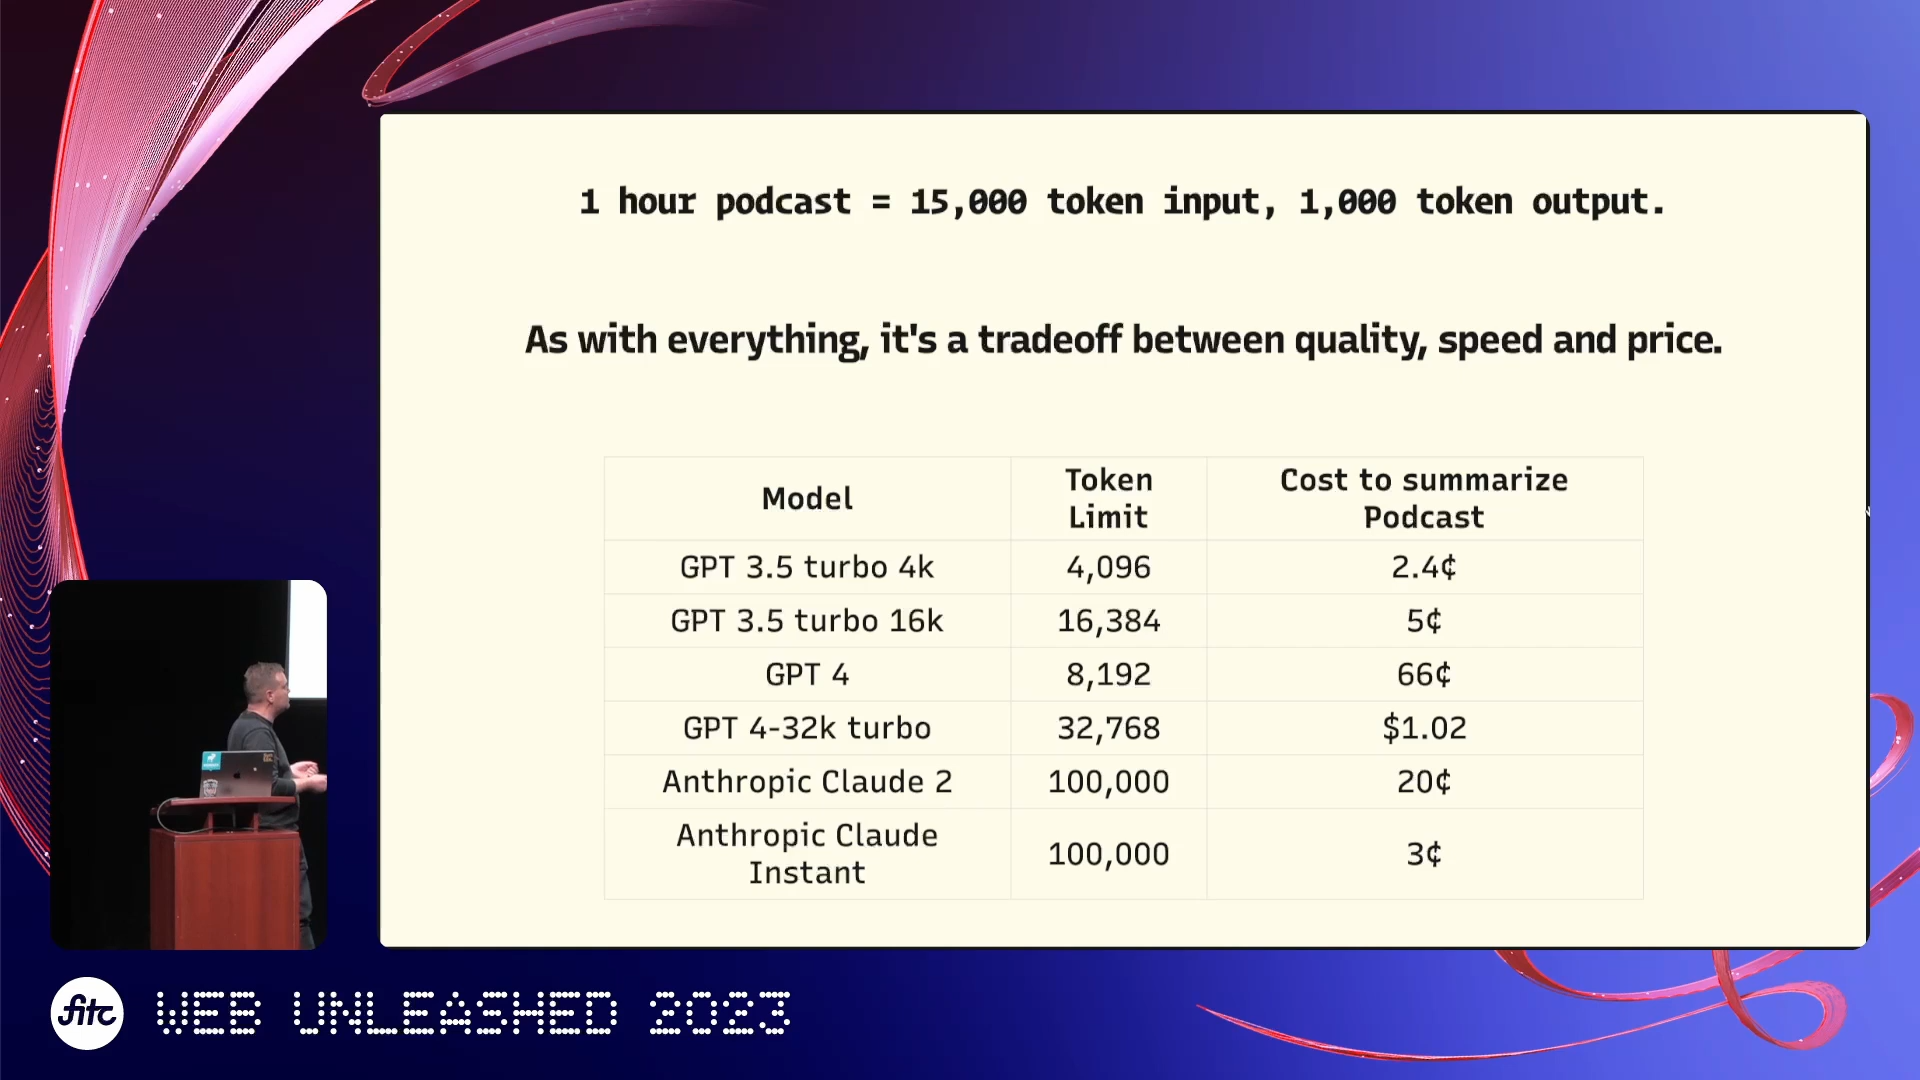 1 hour podcast = 15,000 token input, 1,000 token output.
As with everything, it's a tradeoff between quality, speed and price.
Model
Token
Limit
Cost to summarize
Podcast
GPT 3.5 turbo 4k
4,096
2.4¢
GPT 3.5 turbo 16k
16,384
5¢
GPT 4
8,192
66¢
GPT 4-32k turbo
32,768
$1.02
Anthropic Claude 2
100,000
20¢
Anthropic Claude
Instant
100,000
3¢
fitc
WEB UNLEASHED 2023